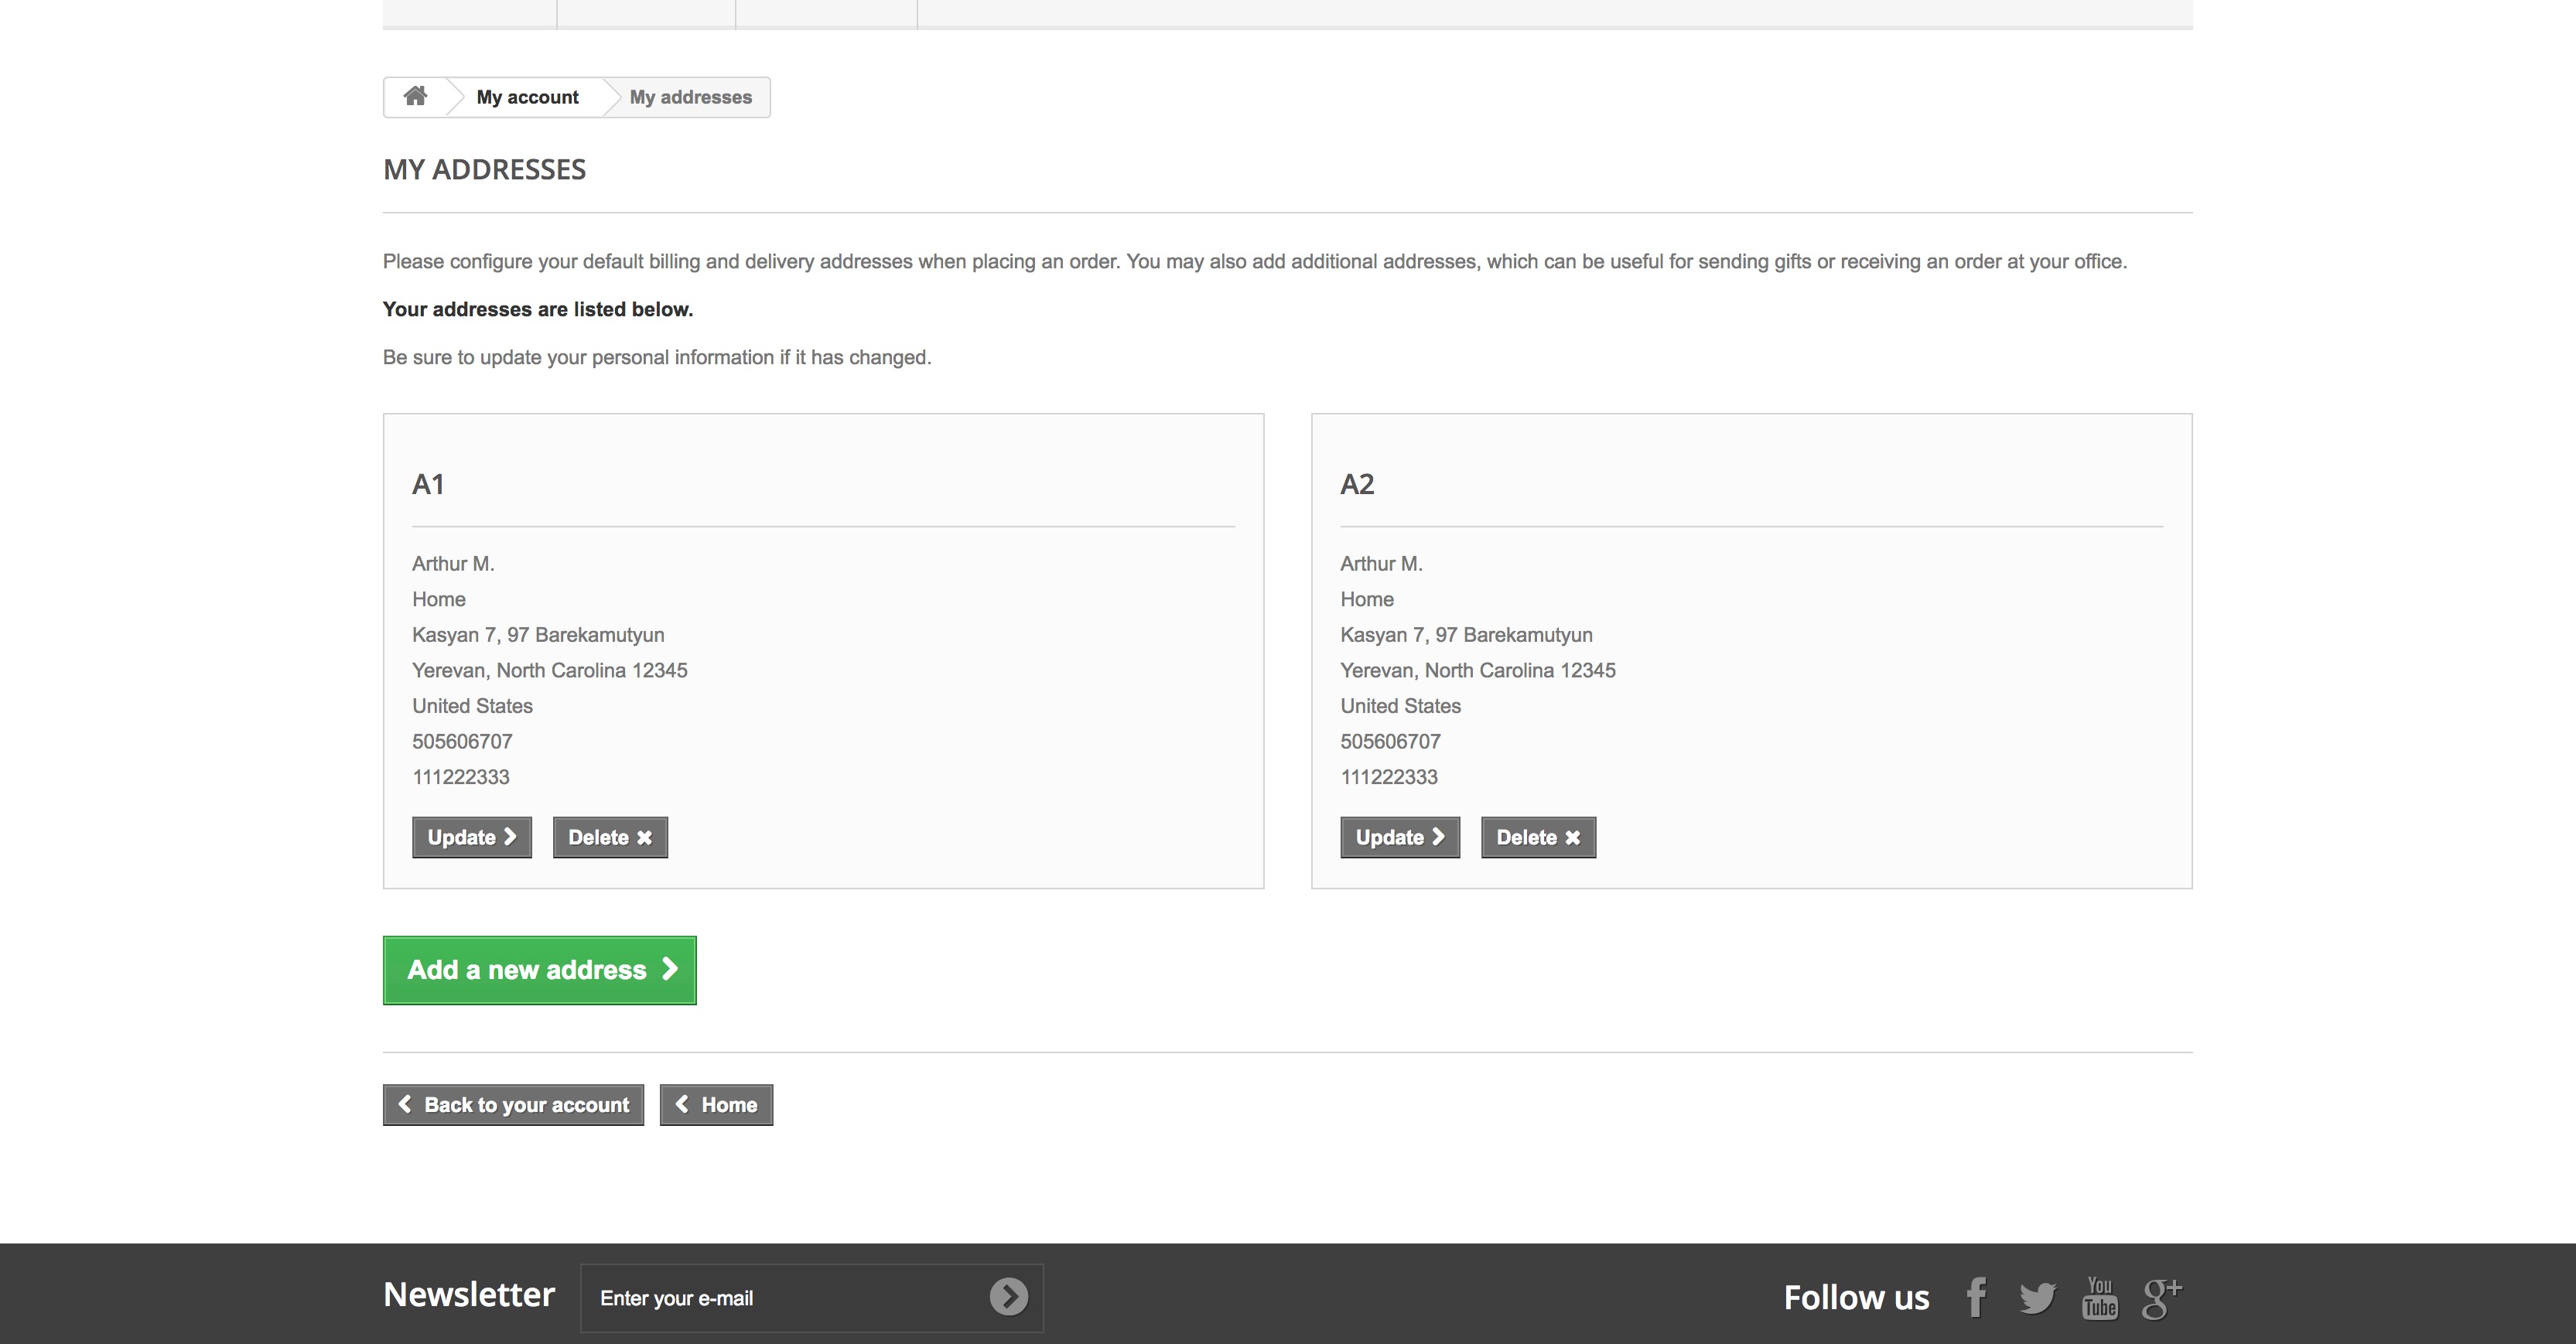 My account
My addresses
MY ADDRESSES
Please configure your default billing and delivery addresses when placing an order. You may also add additional addresses, which can be useful for sending gifts or receiving an order at your office.
Your addresses are listed below.
Be sure to update your personal information if it has changed.
A1
Arthur M.
Home
Kasyan 7, 97 Barekamutyun
Yerevan, North Carolina 12345
United States
505606707
111222333
Update
Delete
A2
Arthur M.
Home
Kasyan 7, 97 Barekamutyun
Yerevan, North Carolina 12345
United States
505606707
111222333
Update
Delete
Add a new address
Back to your account
Home
Newsletter
Enter your e-mail
Follow us
You
Tube
g+